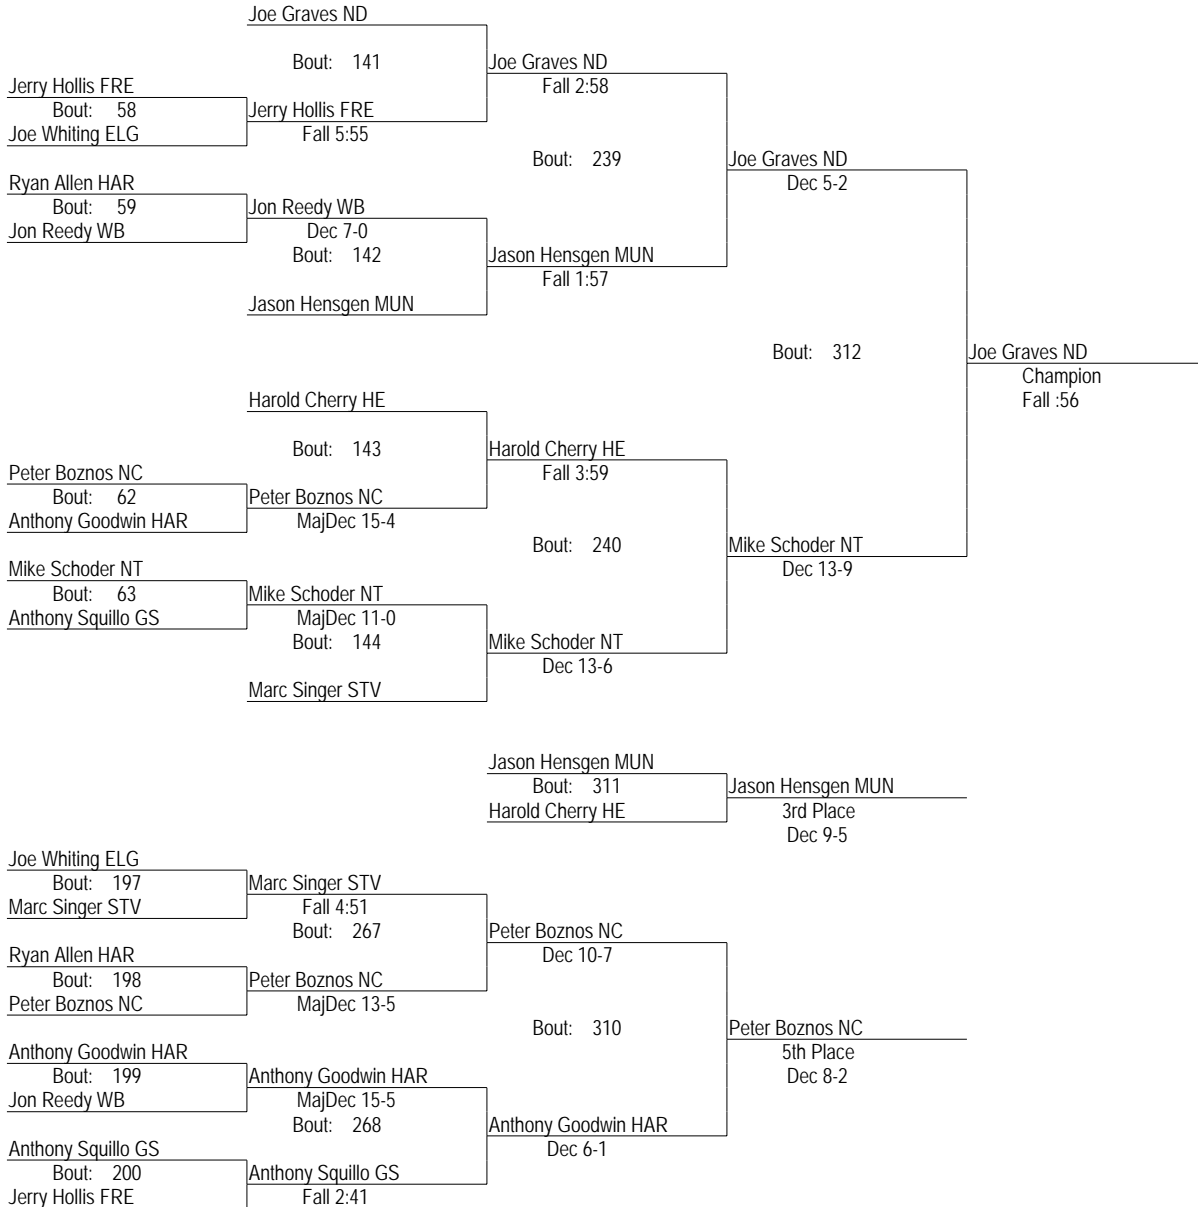 Joe Graves ND
Bout: 141
Joe Graves ND
Fall 2:58
Jerry Hollis FRE
Bout: 58
Jerry Hollis FRE
Joe Whiting ELG
Fall 5:55
Bout: 239
Joe Graves ND
Dec 5-2
Ryan Allen HAR
Bout: 59
Jon Reedy WB
Jon Reedy WB
Dec 7-0
Bout: 142
Jason Hensgen MUN
Fall 1:57
Jason Hensgen MUN
Bout: 312
Joe Graves ND
Champion
Fall :56
Harold Cherry HE
Bout: 143
Harold Cherry HE
Fall 3:59
Peter Boznos NC
Bout: 62
Peter Boznos NC
Anthony Goodwin HAR
MajDec 15-4
Bout: 240
Mike Schoder NT
Dec 13-9
Mike Schoder NT
Bout: 63
Mike Schoder NT
Anthony Squillo GS
MajDec 11-0
Bout: 144
Mike Schoder NT
Dec 13-6
Marc Singer STV
Jason Hensgen MUN
Bout: 311
Jason Hensgen MUN
Harold Cherry HE
3rd Place
Dec 9-5
Joe Whiting ELG
Bout: 197
Marc Singer STV
Marc Singer STV
Fall 4:51
Bout: 267
Peter Boznos NC
Dec 10-7
Ryan Allen HAR
Bout: 198
Peter Boznos NC
Peter Boznos NC
MajDec 13-5
Bout: 310
Peter Boznos NC
5th Place
Dec 8-2
Anthony Goodwin HAR
Bout: 199
Anthony Goodwin HAR
Jon Reedy WB
MajDec 15-5
Bout: 268
Anthony Goodwin HAR
Dec 6-1
Anthony Squillo GS
Bout: 200
Anthony Squillo GS
Jerry Hollis FRE
Fall 2:41